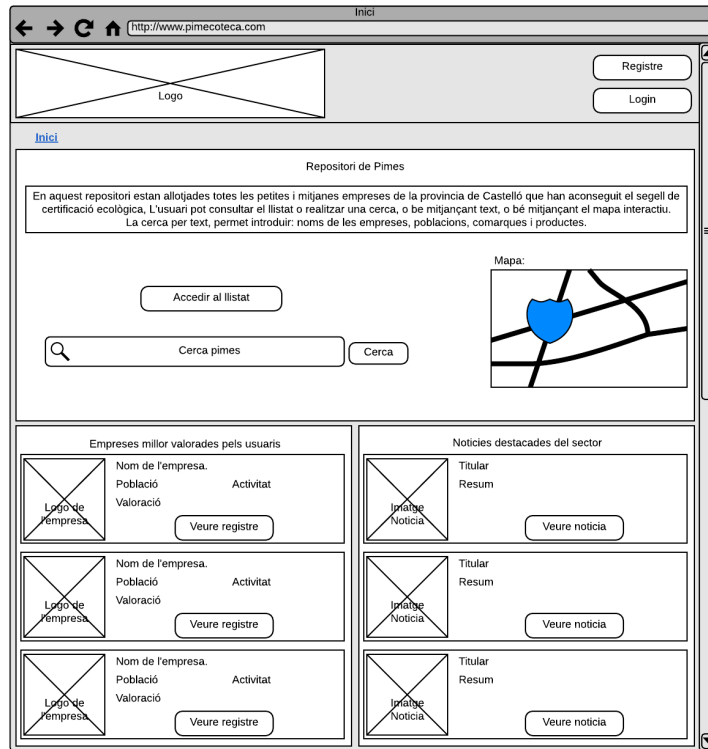 Inici
http://www.pimecoteca.com
Logo
Registre
Login
Inici
Repositori de Pimes
En aquest repositori estan allotjades totes les petites i mitjanes empreses de la provincia de Castelló que han aconseguit el segell de
certificació ecològica, L'usuari pot consultar el llistat o realitzar una cerca, o be mitjançant text, o bé mitjançant el mapa interactiu.
La cerca per text, permet introduir: noms de les empreses, poblacions, comarques i productes.
Mapa:
Accedir al llistat
Cerca pimes
Cerca
Empreses millor valorades pels usuaris
Logo de
l'empresa
Nom de l'empresa.
Població Activitat
Valoració
Veure registre
Logo de
l'empresa
Nom de l'empresa.
Població Activitat
Valoració
Veure registre
Logo de
l'empresa
Nom de l'empresa.
Població Activitat
Valoració
Veure registre
Noticies destacades del sector
Imatge
Noticia
Titular
Resum
Veure noticia
Imatge
Noticia
Titular
Resum
Veure noticia
Imatge
Noticia
Titular
Resum
Veure noticia